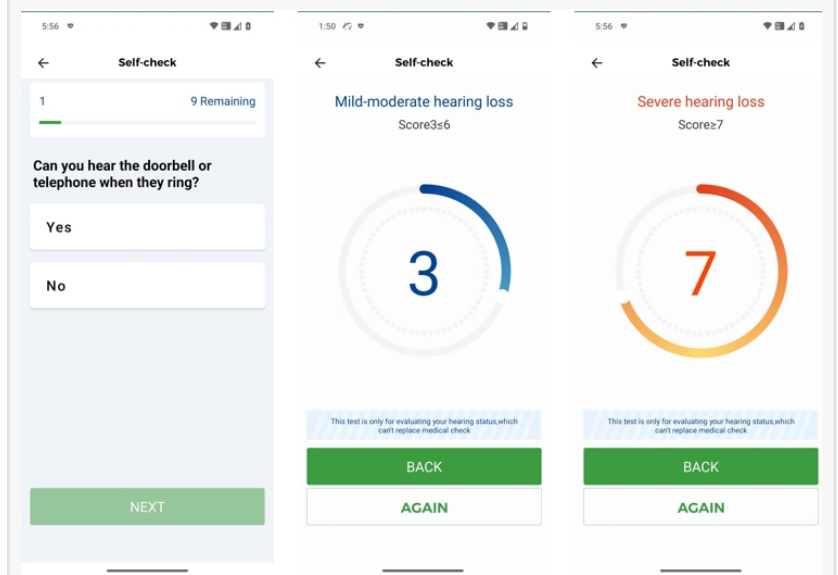 5:56
Self-check
1
9 Remaining
Can you hear the doorbell or
telephone when they ring?
Yes
No
NEXT
1:50
Self-check
Mild-moderate hearing loss
Score3≤6
3
This test is only for evaluating your hearing status,which
can't replace medical check
BACK
AGAIN
5:56
Self-check
Severe hearing loss
Score≥7
7
This test is only for evaluating your hearing status,which
can't replace medical check
BACK
AGAIN